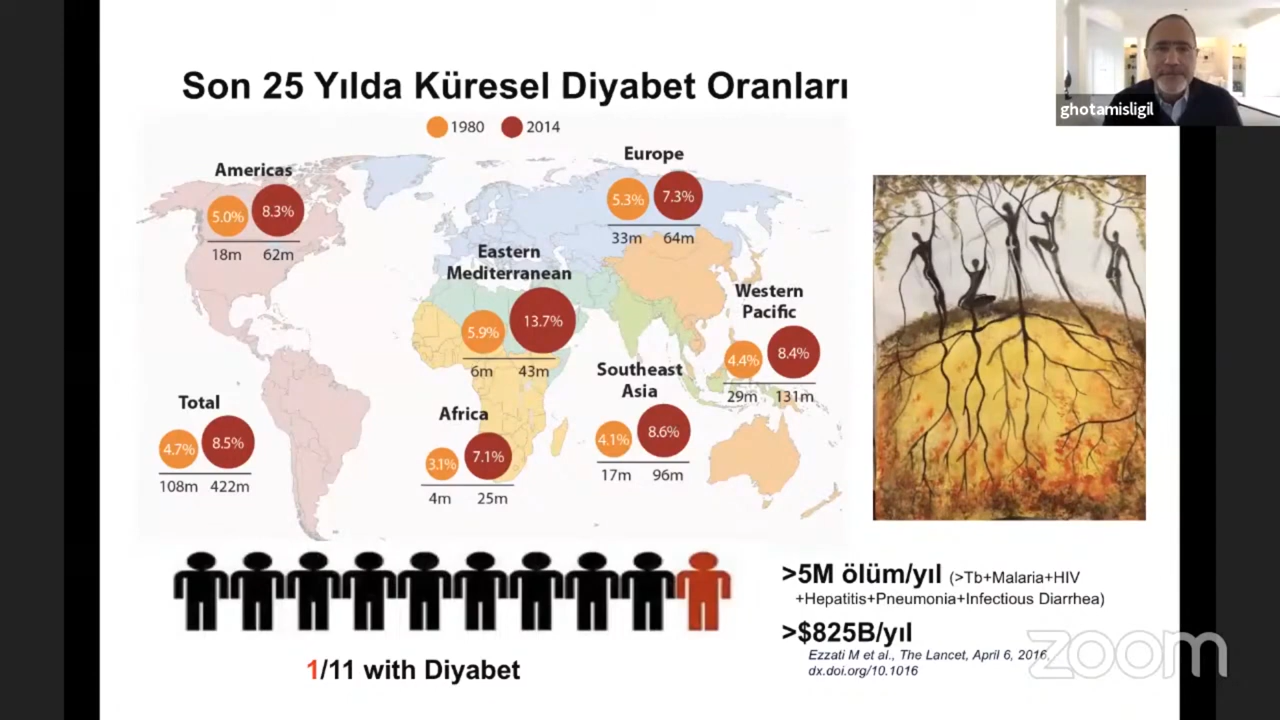 ghotamisligil
Son 25 Yılda Küresel Diyabet Oranları
1980 2014
Americas
5.0% 8.3%
18m 62m
Europe
5.3% 7.3%
33m 64m
Eastern
Mediterranean
5.9% 13.7%
6m 43m
Western
Pacific
4.4% 8.4%
29m 131m
Southeast
Asia
4.1% 8.6%
17m 96m
Africa
3.1% 7.1%
4m 25m
Total
4.7% 8.5%
108m 422m
1/11 with Diyabet
>5M ölüm/yıl (>Tb+Malaria+HIV
+Hepatitis+Pneumonia+Infectious Diarrhea)
>$825B/yıl
Ezzati M et al., The Lancet, April 6, 2016,
dx.doi.org/10.1016
zoom